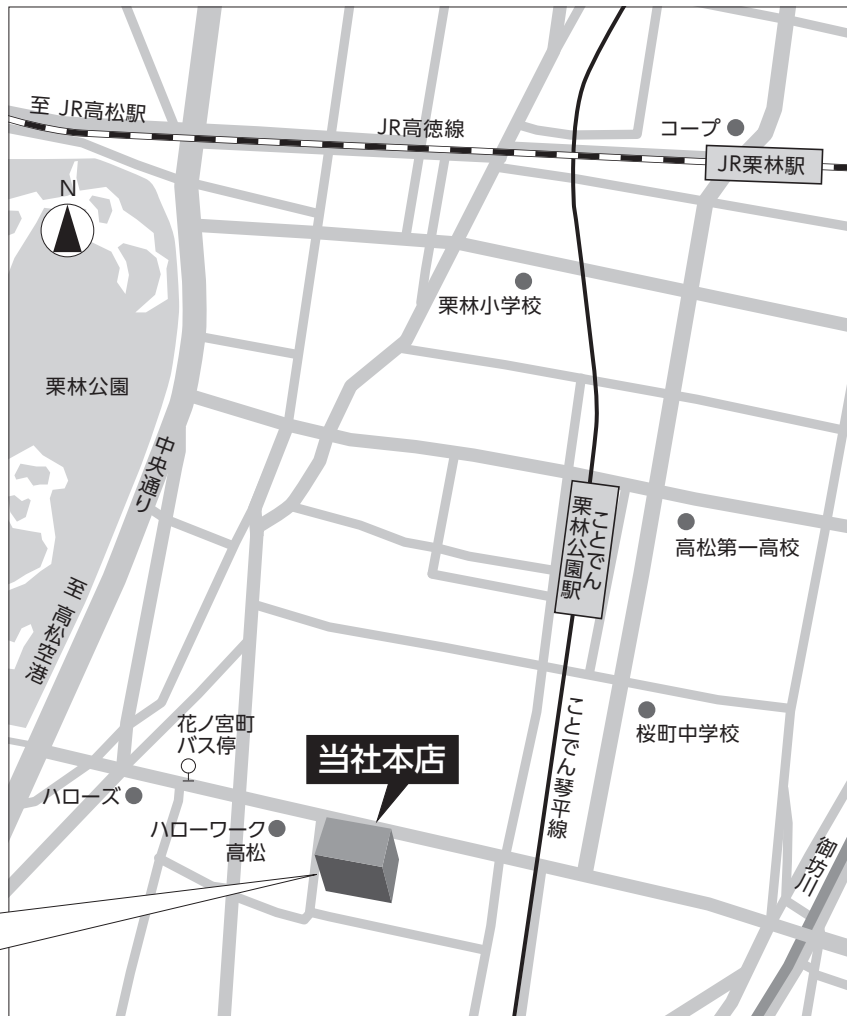 至 JR高松駅
JR高徳線
コープ
JR栗林駅
N
栗林小学校
栗林公園
中央通り
ことでん
栗林公園駅
高松第一高校
至 高松空港
花ノ宮町
バス停
当社本店
ことでん琴平線
桜町中学校
ハローズ
ハローワーク
高松
御坊川